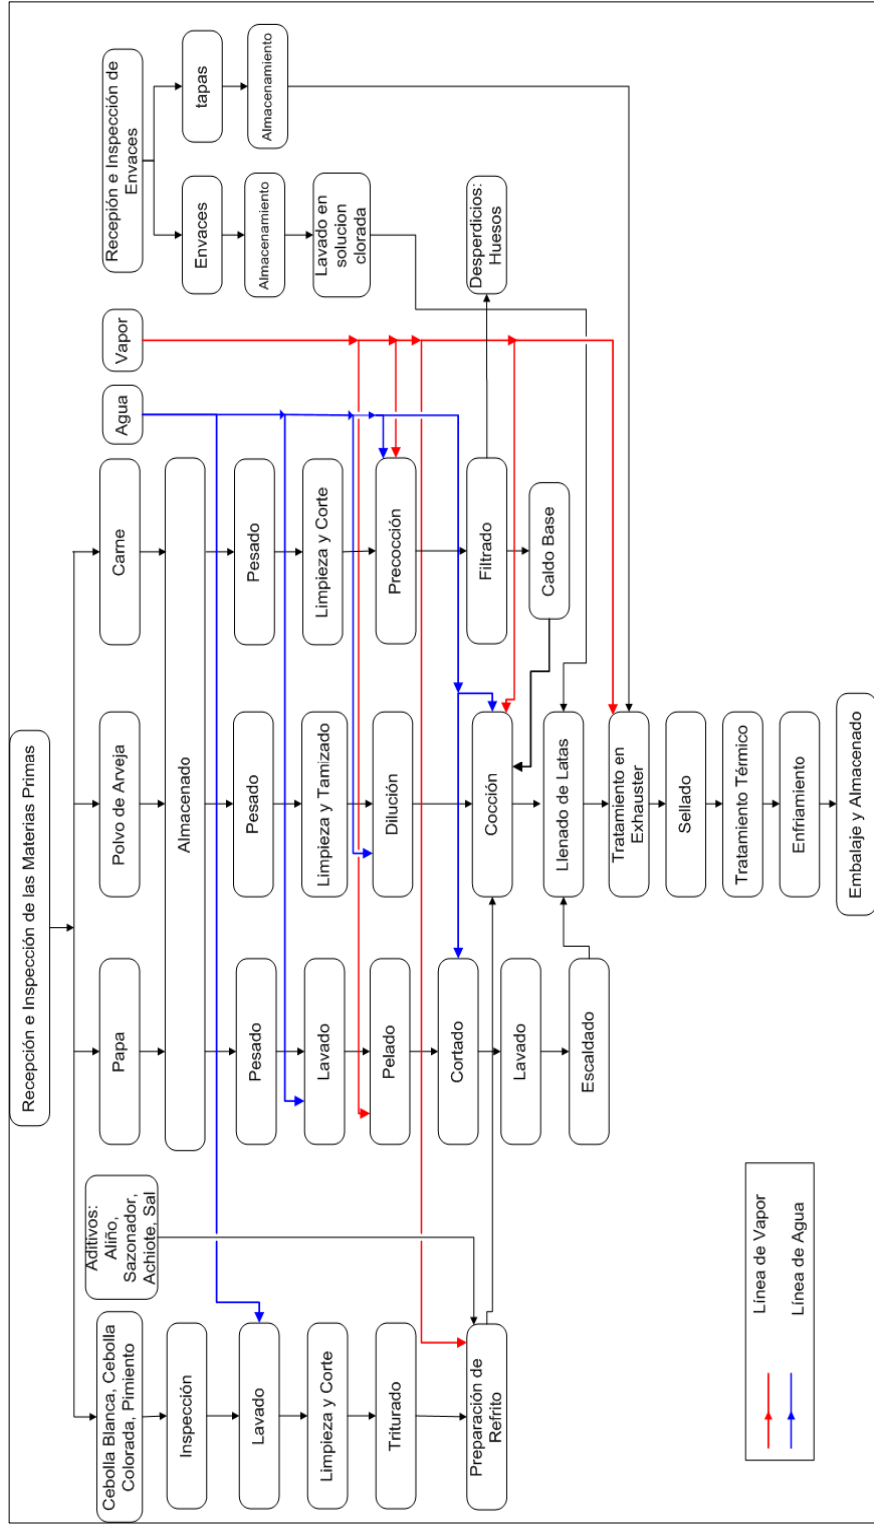 Recepción e Inspección de las Materias Primas
Recepión e Inspección de
Envaces
Cebolla Blanca, Cebolla
Colorada, Pimiento
Aditivos:
Aliño,
Sazonador,
Achiote, Sal
Papa
Polvo de Arveja
Carne
Agua
Vapor
Envaces
tapas
Inspección
Almacenado
Almacenamiento
Almacenamiento
Lavado
Pesado
Pesado
Pesado
Lavado en
solucion
clorada
Limpieza y Corte
Lavado
Limpieza y Tamizado
Limpieza y Corte
Triturado
Pelado
Dilución
Precocción
Preparación de
Refrito
Cortado
Cocción
Filtrado
Desperdicios:
Huesos
Lavado
Caldo Base
Escaldado
Llenado de Latas
Tratamiento en
Exhauster
Sellado
Tratamiento Térmico
Enfriamiento
Embalaje y Almacenado
Línea de Vapor
Línea de Agua